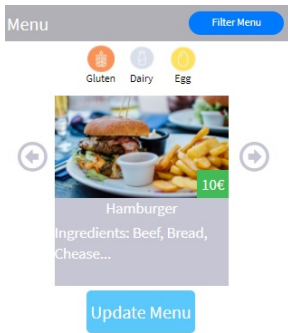 Menu
Filter Menu
Gluten Dairy Egg
10€
Hamburger
Ingredients: Beef, Bread,
Chease...
Update Menu